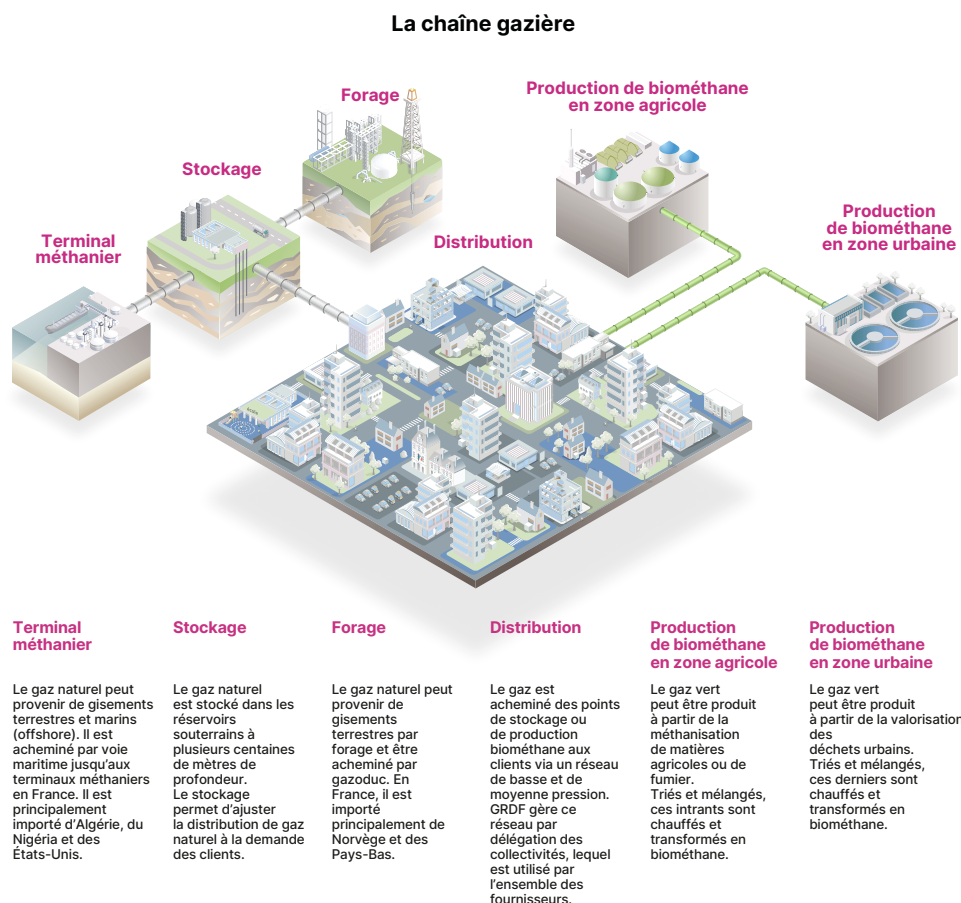 La chaîne gazière
Forage
Production de biométhane
en zone agricole
Stockage
Production
de biométhane
en zone urbaine
Terminal
méthanier
Distribution
Terminal
méthanier
Le gaz naturel peut
provenir de gisements
terrestres et marins
(offshore). Il est
acheminé par voie
maritime jusqu’aux
terminaux méthaniers
en France. Il est
principalement
importé d’Algérie, du
Nigéria et des
États-Unis.
Stockage
Le gaz naturel
est stocké dans les
réservoirs
souterrains à
plusieurs centaines
de mètres de
profondeur.
Le stockage
permet d’ajuster
la distribution de gaz
naturel à la demande
des clients.
Forage
Le gaz naturel peut
provenir de
gisements
terrestres par
forage et être
acheminé par
gazoduc. En
France, il est
importé
principalement de
Norvège et des
Pays-Bas.
Distribution
Le gaz est
acheminé des points
de stockage ou
de production
biométhane aux
clients via un réseau
de basse et de
moyenne pression.
GRDF gère ce
réseau par
délégation des
collectivités, lequel
est utilisé par
l’ensemble des
fournisseurs.
Production
de biométhane
en zone agricole
Le gaz vert
peut être produit
à partir de la
méthanisation
de matières
agricoles ou de
fumier.
Triés et mélangés,
ces intrants sont
chauffés et
transformés en
biométhane.
Production
de biométhane
en zone urbaine
Le gaz vert
peut être produit
à partir de la valorisation
des
déchets urbains.
Triés et mélangés,
ces derniers sont
chauffés et
transformés en
biométhane.